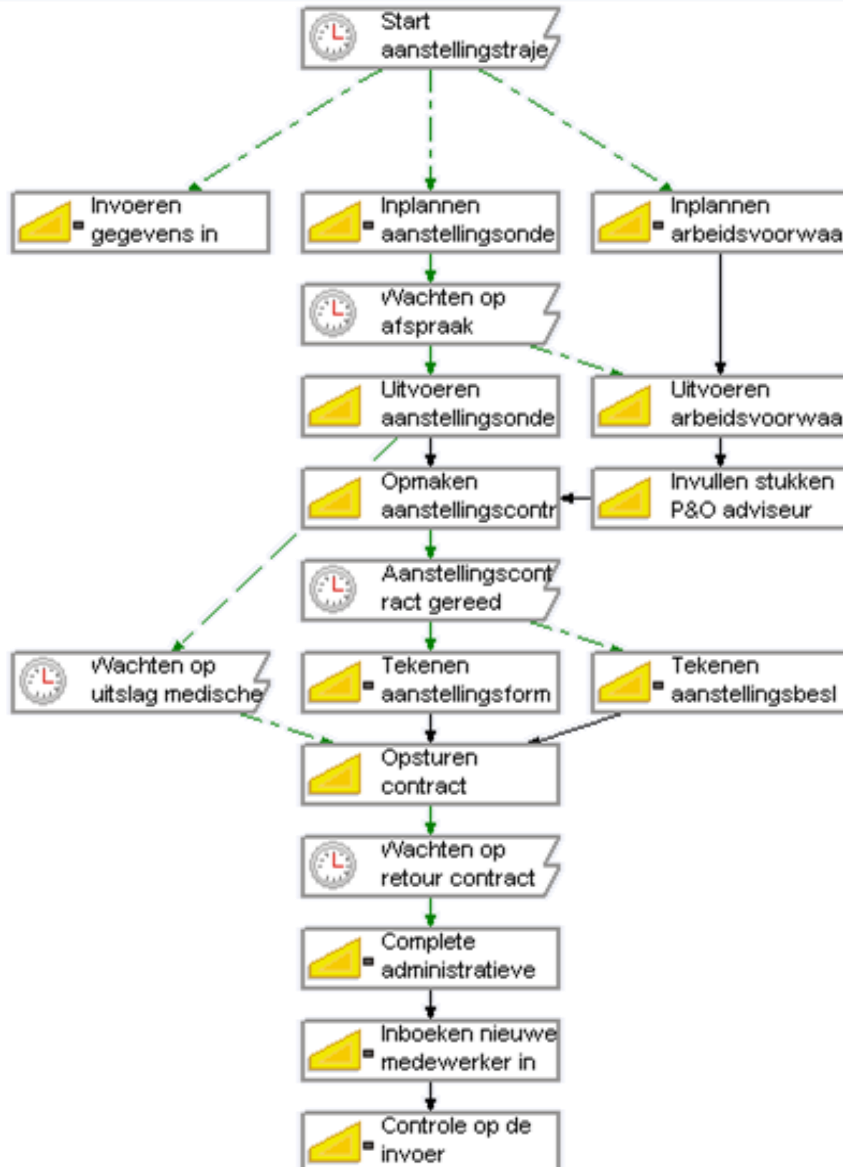 Start
aanstellingstraje
Invoeren
gegevens in
Inplannen
aanstellingsonde
Inplannen
arbeidsvoorwaa
Wachten op
afspraak
Uitvoeren
aanstellingsonde
Uitvoeren
arbeidsvoorwaa
Opmaken
aanstellingscontr
Invullen stukken
P&O adviseur
Aanstellingscont
ract gereed
Wachten op
uitslag medische
Tekenen
aanstellingsform
Tekenen
aanstellingsbesl
Opsturen
contract
Wachten op
retour contract
Complete
administratieve
Inboeken nieuwe
medewerker in
Controle op de
invoer